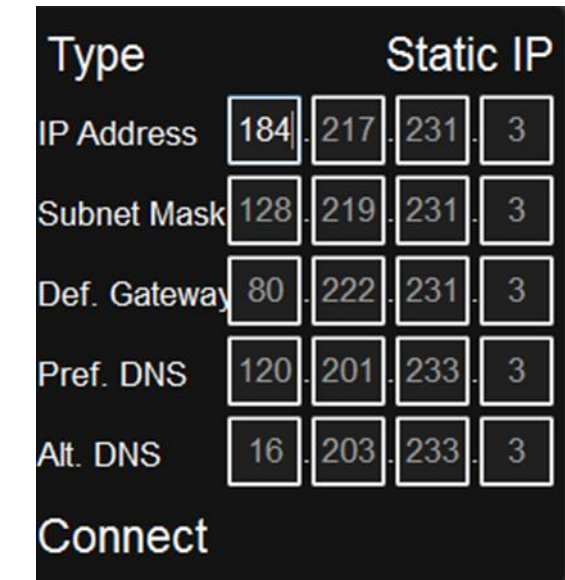 Type Static IP
IP Address 184.217.231.3
Subnet Mask 128.219.231.3
Def. Gateway 80.222.231.3
Pref. DNS 120.201.233.3
Alt. DNS 16.203.233.3
Connect